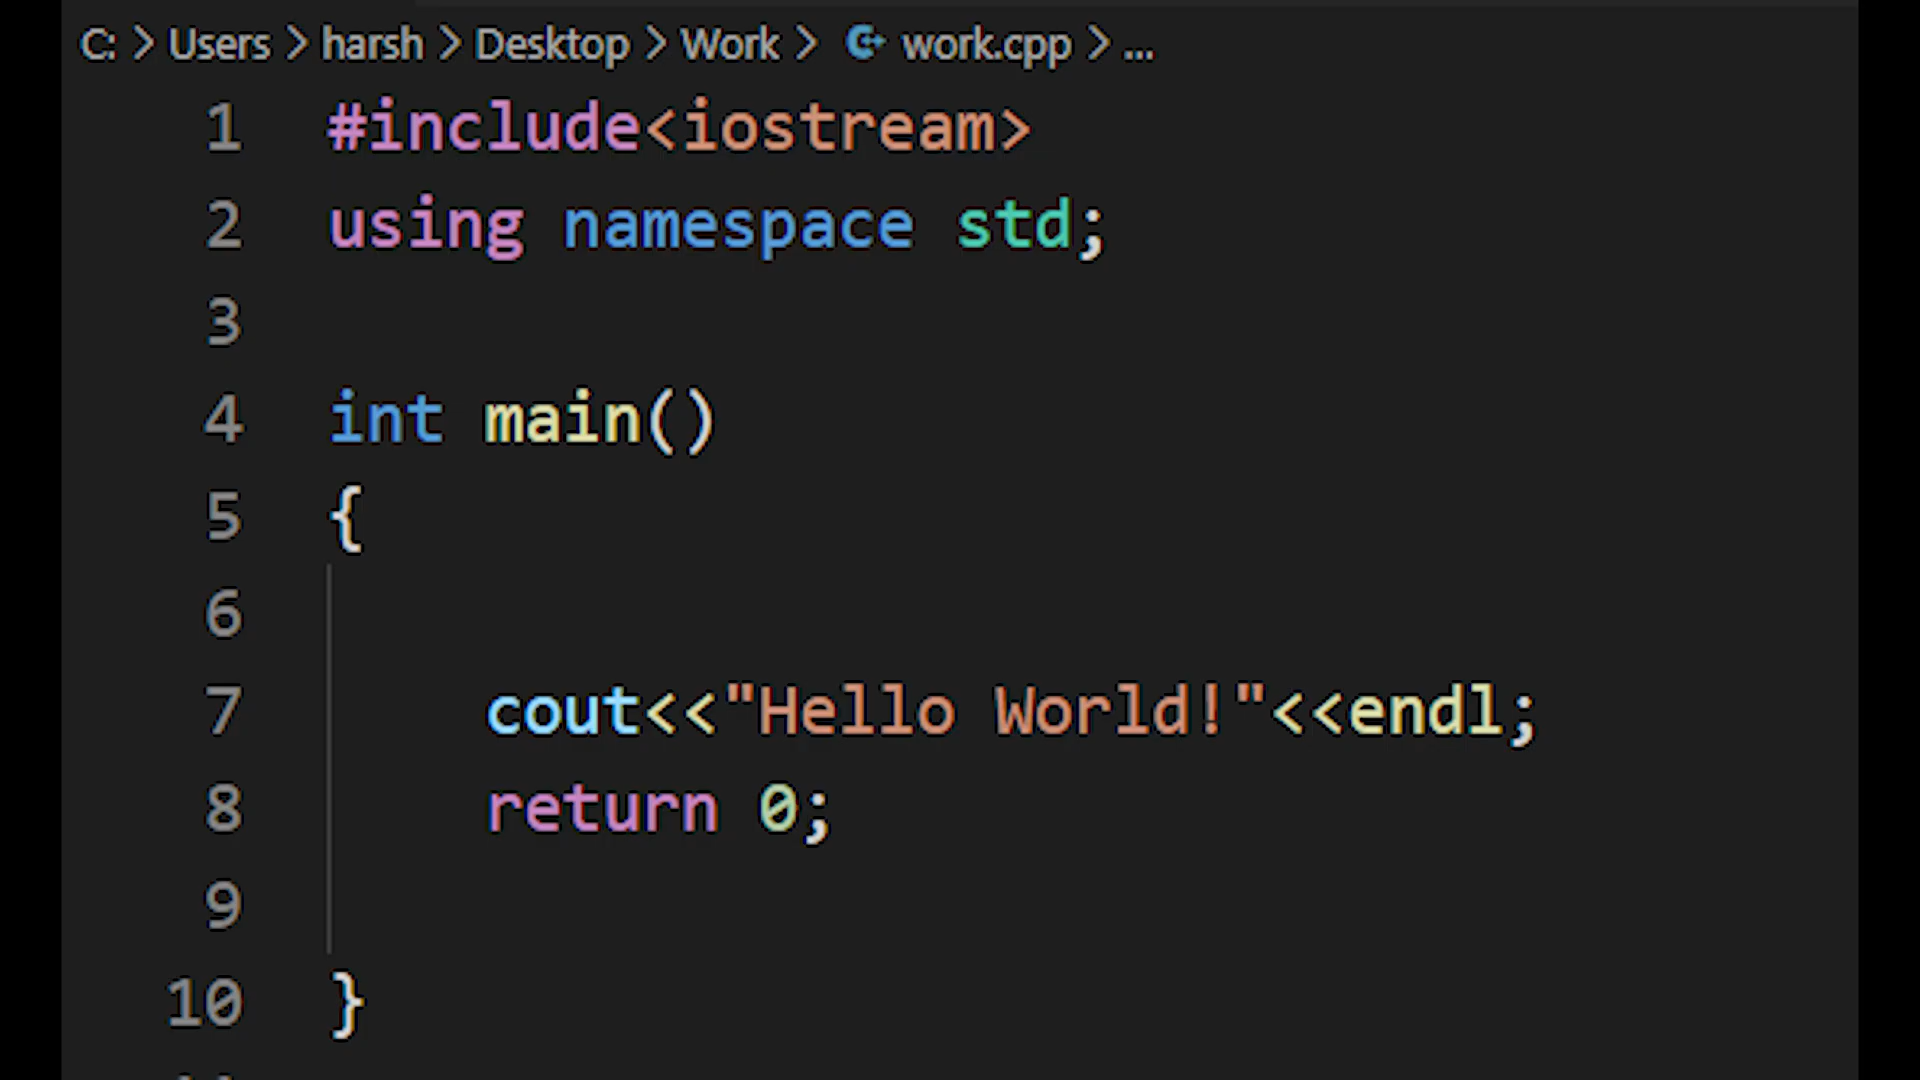 C: > Users > harsh > Desktop > Work > work.cpp > ...
1 #include<iostream>
2 using namespace std;
3
4 int main()
5 {
6
7 cout<<"Hello World!"<<endl;
8 return 0;
9
10 }